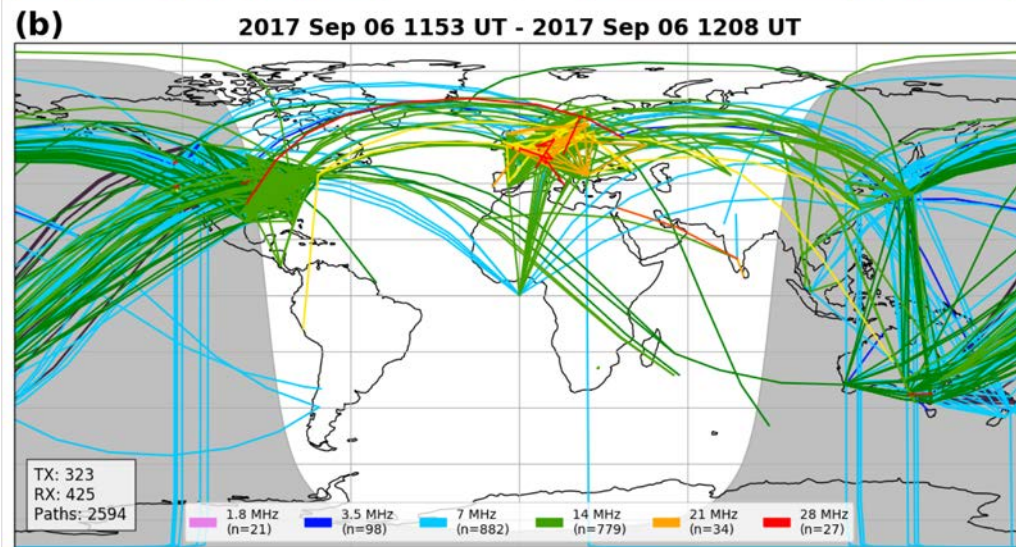 (b)
2017 Sep 06 1153 UT - 2017 Sep 06 1208 UT
TX: 323
RX: 425
Paths: 2594
1.8 MHz
(n=21)
3.5 MHz
(n=98)
7 MHz
(n=882)
14 MHz
(n=779)
21 MHz
(n=34)
28 MHz
(n=27)